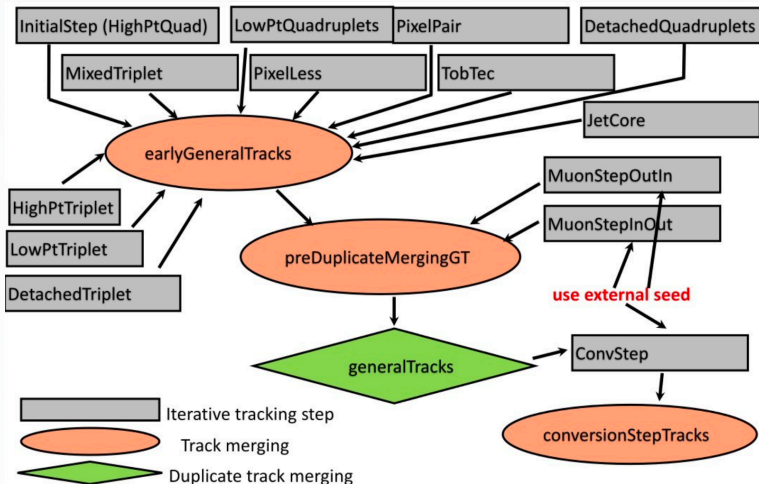 InitialStep (HighPtQuad)
LowPtQuadruplets
PixelPair
DetachedQuadruplets
MixedTriplet
PixelLess
TobTec
JetCore
earlyGeneralTracks
MuonStepOutIn
HighPtTriplet
MuonStepInOut
LowPtTriplet
preDuplicateMergingGT
DetachedTriplet
use external seed
generalTracks
ConvStep
Iterative tracking step
Track merging
conversionStepTracks
Duplicate track merging